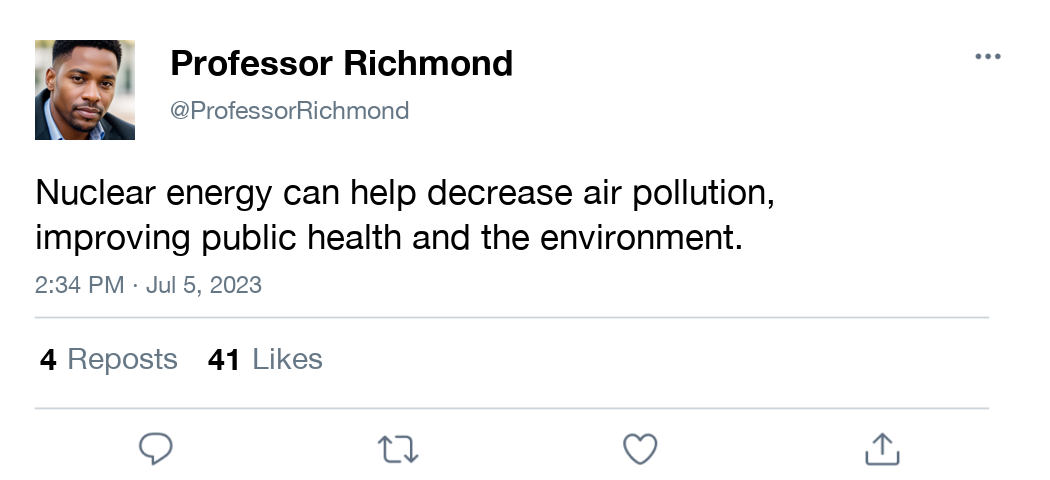 Professor Richmond
@ProfessorRichmond
Nuclear energy can help decrease air pollution,
improving public health and the environment.
2:34 PM · Jul 5, 2023
4 Reposts 41 Likes